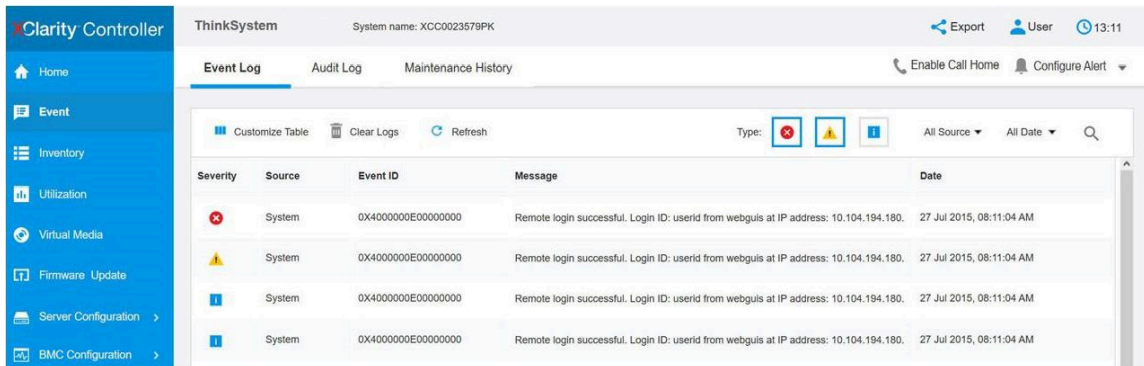 XClarity Controller
ThinkSystem System name: XCC0023579PK Export User 13:11
Home
Event Log Audit Log Maintenance History Enable Call Home Configure Alert
Event
Customize Table Clear Logs Refresh Type: All Source All Date
Inventory
Severity Source Event ID Message Date
Utilization
System 0X4000000E00000000 Remote login successful. Login ID: userid from webguis at IP address: 10.104.194.180. 27 Jul 2015, 08:11:04 AM
Virtual Media
System 0X4000000E00000000 Remote login successful. Login ID: userid from webguis at IP address: 10.104.194.180. 27 Jul 2015, 08:11:04 AM
Firmware Update
System 0X4000000E00000000 Remote login successful. Login ID: userid from webguis at IP address: 10.104.194.180. 27 Jul 2015, 08:11:04 AM
Server Configuration
System 0X4000000E00000000 Remote login successful. Login ID: userid from webguis at IP address: 10.104.194.180. 27 Jul 2015, 08:11:04 AM
BMC Configuration